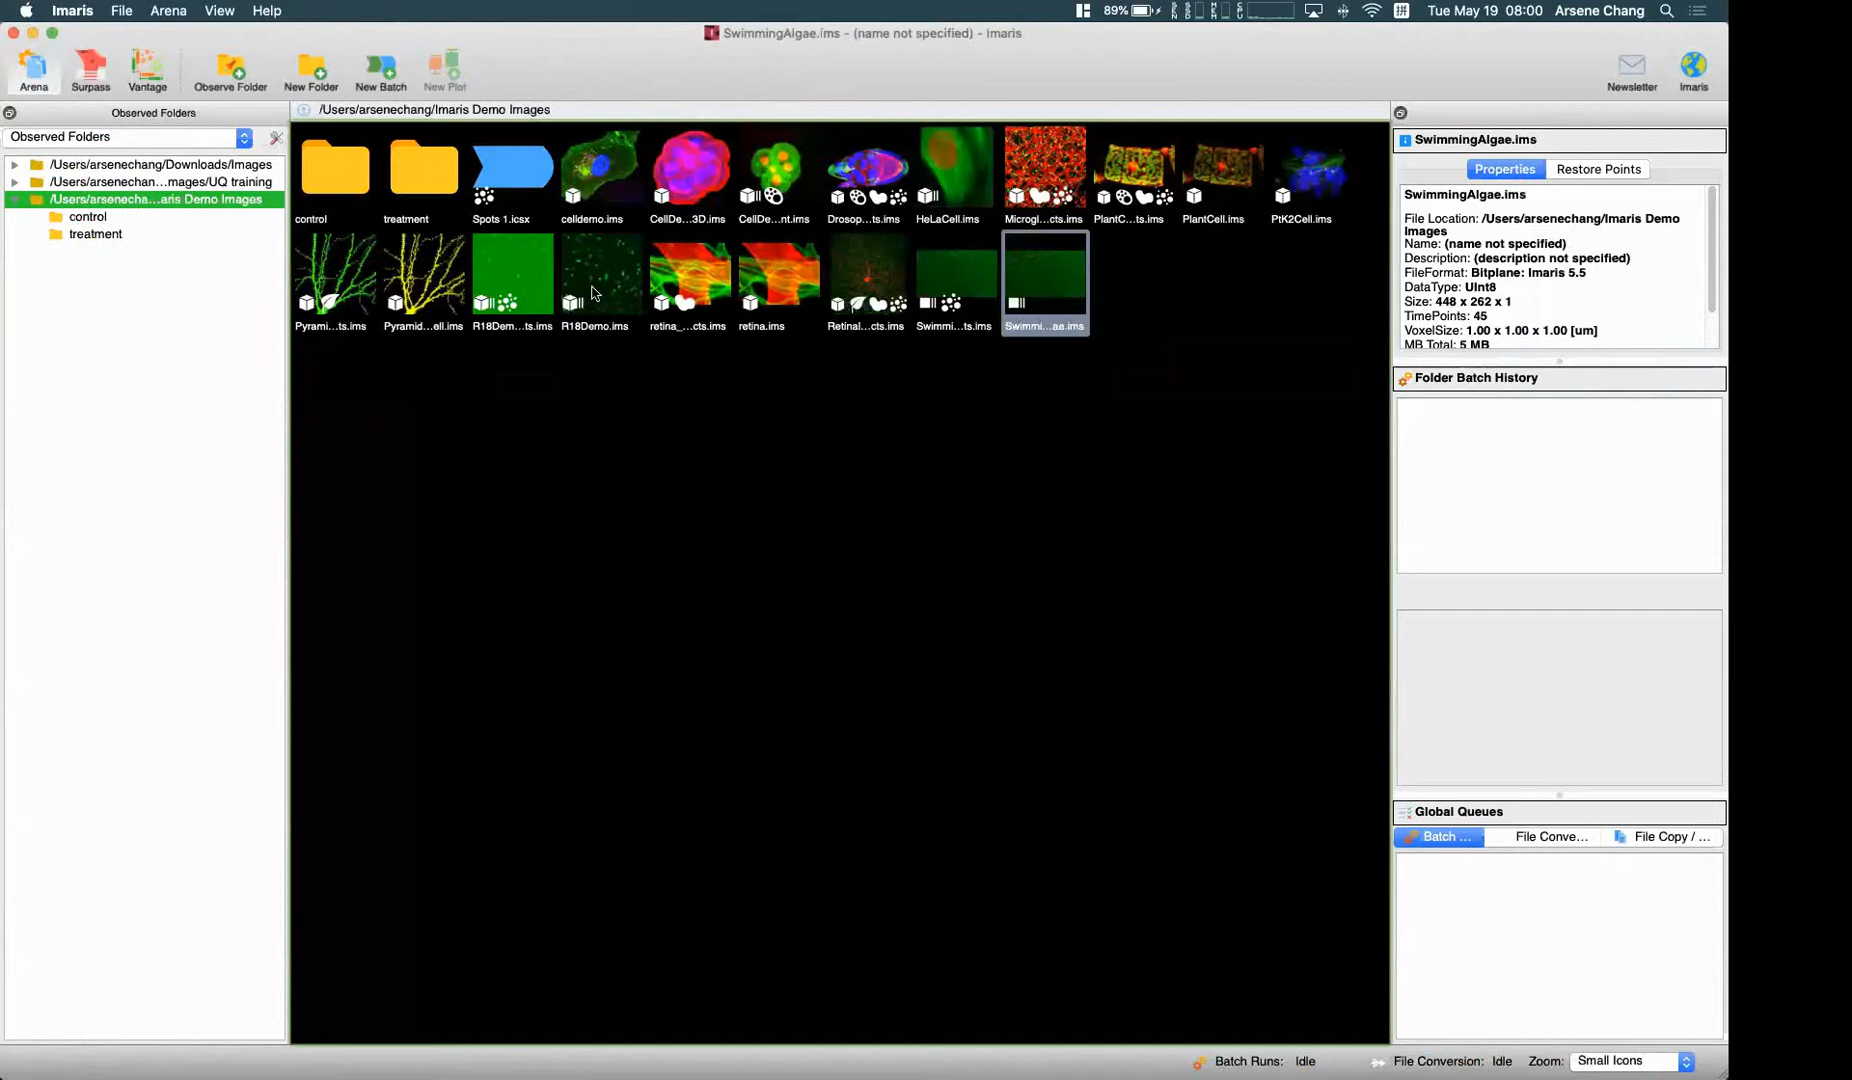 Imaris File Arena View Help 89% Tue May 19 08:00 Arsene Chang
SwimmingAlgae.ims - (name not specified) - Imaris
Arena Surpass Vantage Observe Folder New Folder New Batch New Plot Newsletter Imaris
Observed Folders
/Users/arsenechang/Imaris Demo Images
Observed Folders
/Users/arsenechang/Downloads/Images
/Users/arsenechan...mages/UQ training
/Users/arsenecha...aris Demo Images
control
treatment
control treatment Spots 1.icsx celldemo.ims CellDe...3D.ims CellDe...nt.ims Drosop...ts.ims HeLaCell.ims Microgl...cts.ims PlantC...ts.ims PlantCell.ims PtK2Cell.ims
Pyrami...ts.ims Pyramid...ell.ims R18Dem...ts.ims R18Demo.ims retina_...cts.ims retina.ims Retinal...cts.ims Swimmi...ts.ims Swimmi...ae.ims
SwimmingAlgae.ims
Properties Restore Points
SwimmingAlgae.ims
File Location: /Users/arsenechang/Imaris Demo
Images
Name: (name not specified)
Description: (description not specified)
FileFormat: Bitplane: Imaris 5.5
DataType: UInt8
Size: 448 x 262 x 1
TimePoints: 45
VoxelSize: 1.00 x 1.00 x 1.00 [um]
MB Total: 5 MB
Folder Batch History
Global Queues
Batch ... File Conve... File Copy / ...
Batch Runs: Idle File Conversion: Idle Zoom: Small Icons